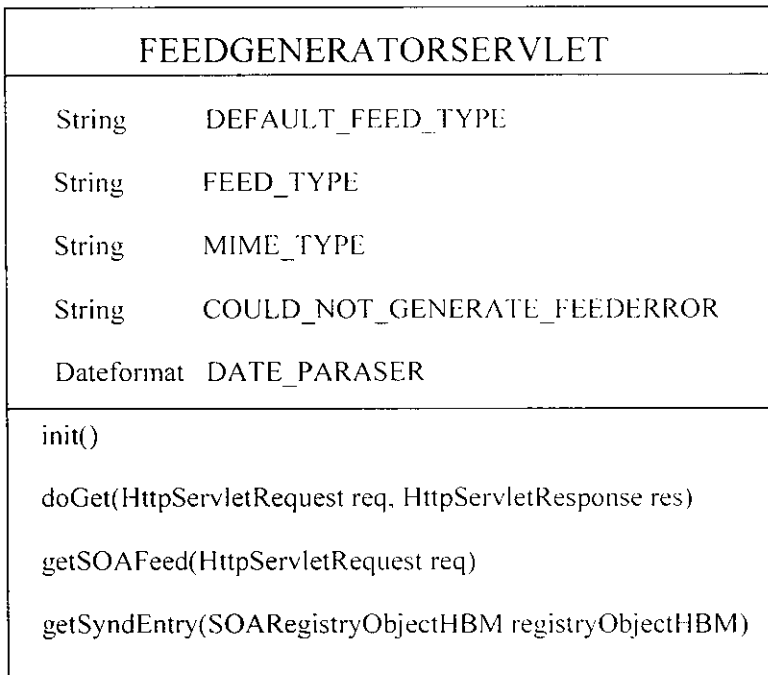 FEEDGENERATORSERVLET
String DEFAULT_FEED_TYPE
String FEED_TYPE
String MIME_TYPE
String COULD_NOT_GENERATE_FEEDERROR
Dateformat DATE_PARASER
init()
doGet(HttpServletRequest req, HttpServletResponse res)
getSOAFeed(HttpServletRequest req)
getSyndEntry(SOARegistryObjectHBM registryObjectHBM)